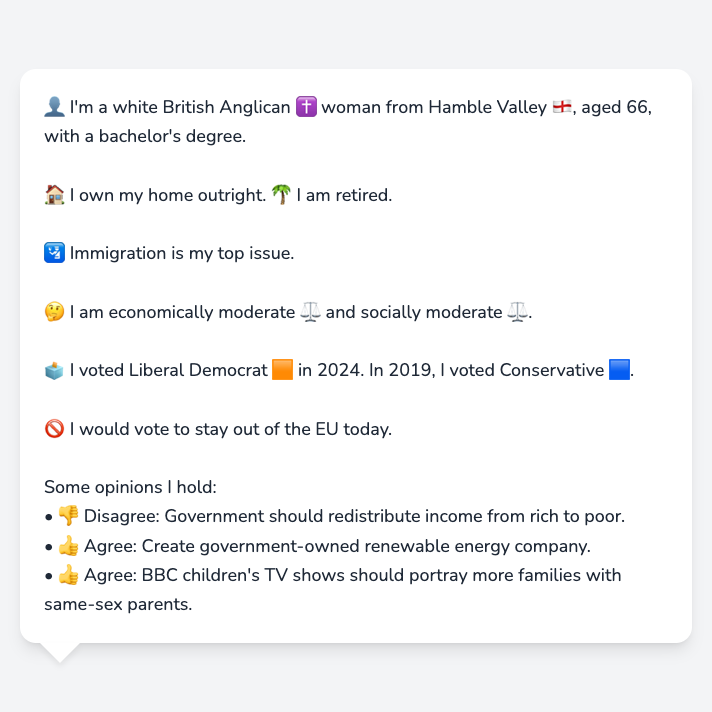 👤 I'm a white British Anglican ✝️ woman from Hamble Valley 🏴󠁧󠁢󠁥󠁮󠁧󠁿, aged 66,
with a bachelor's degree.
🏠 I own my home outright. 🌴 I am retired.
🛂 Immigration is my top issue.
🤔 I am economically moderate ⚖️ and socially moderate ⚖️.
🗳️ I voted Liberal Democrat 🟧 in 2024. In 2019, I voted Conservative 🟦.
🚫 I would vote to stay out of the EU today.
Some opinions I hold:
• 👎 Disagree: Government should redistribute income from rich to poor.
• 👍 Agree: Create government-owned renewable energy company.
• 👍 Agree: BBC children's TV shows should portray more families with
same-sex parents.